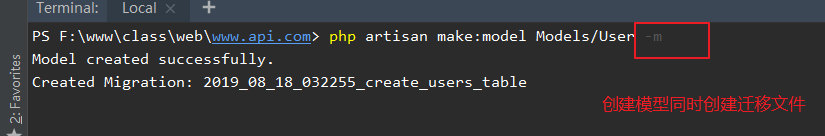 Terminal: Local × +
PS F:\www\class\web\www.api.com> php artisan make:model Models/User -m
Model created successfully.
Created Migration: 2019_08_18_032255_create_users_table
创建模型同时创建迁移文件
2: Favorites